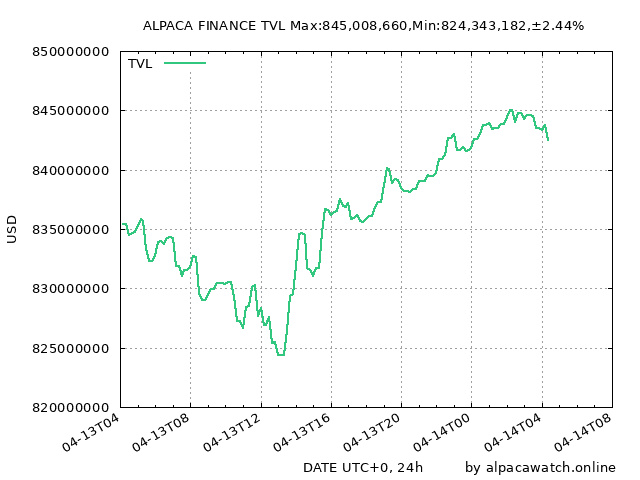 ALPACA FINANCE TVL Max:845,008,660,Min:824,343,182,±2.44%
850000000
TVL
845000000
840000000
835000000
USD
830000000
825000000
820000000
04-13T04 04-13T08 04-13T12 04-13T16 04-13T20 04-14T00 04-14T04 04-14T08
DATE UTC+0, 24h by alpacawatch.online